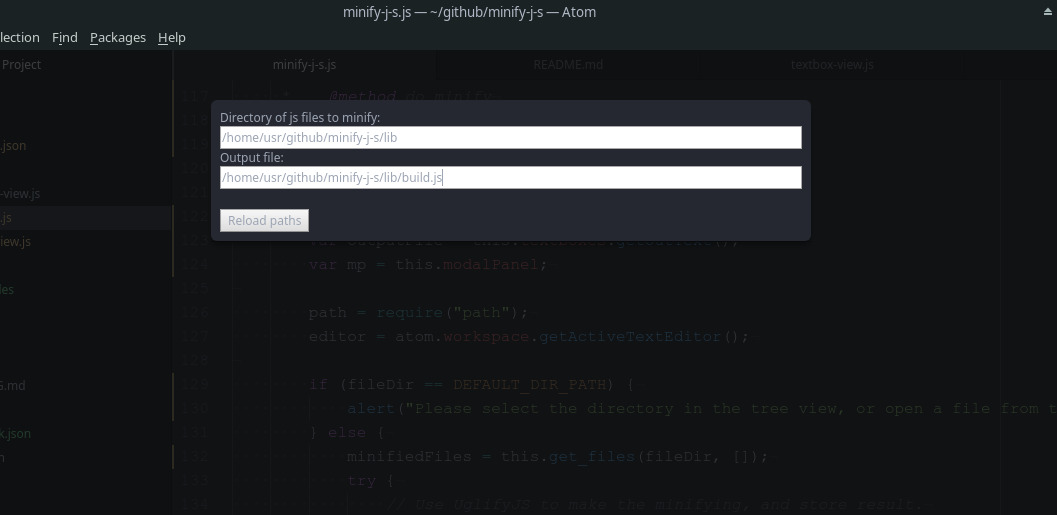 minify-j-s.js — ~/github/minify-j-s — Atom
lection Find Packages Help
Project
minify-j-s.js README.md textbox-view.js
117 * @method do_minify
Directory of js files to minify:
/home/usr/github/minify-j-s/lib
.json
Output file:
/home/usr/github/minify-j-s/lib/build.js
-view.js
.js
Reload paths
iew.js
124 var mp = this.modalPanel;
125
les
126 path = require("path");
127 editor = atom.workspace.getActiveTextEditor();
128
G.md
129 if (fileDir == DEFAULT_DIR_PATH) {
130 alert("Please select the directory in the tree view, or open a file from t
k.json
131 } else {
n
132 minifiedFiles = this.get_files(fileDir, []);
133 try {
134 // Use UglifyJS to make the minifying, and store result.